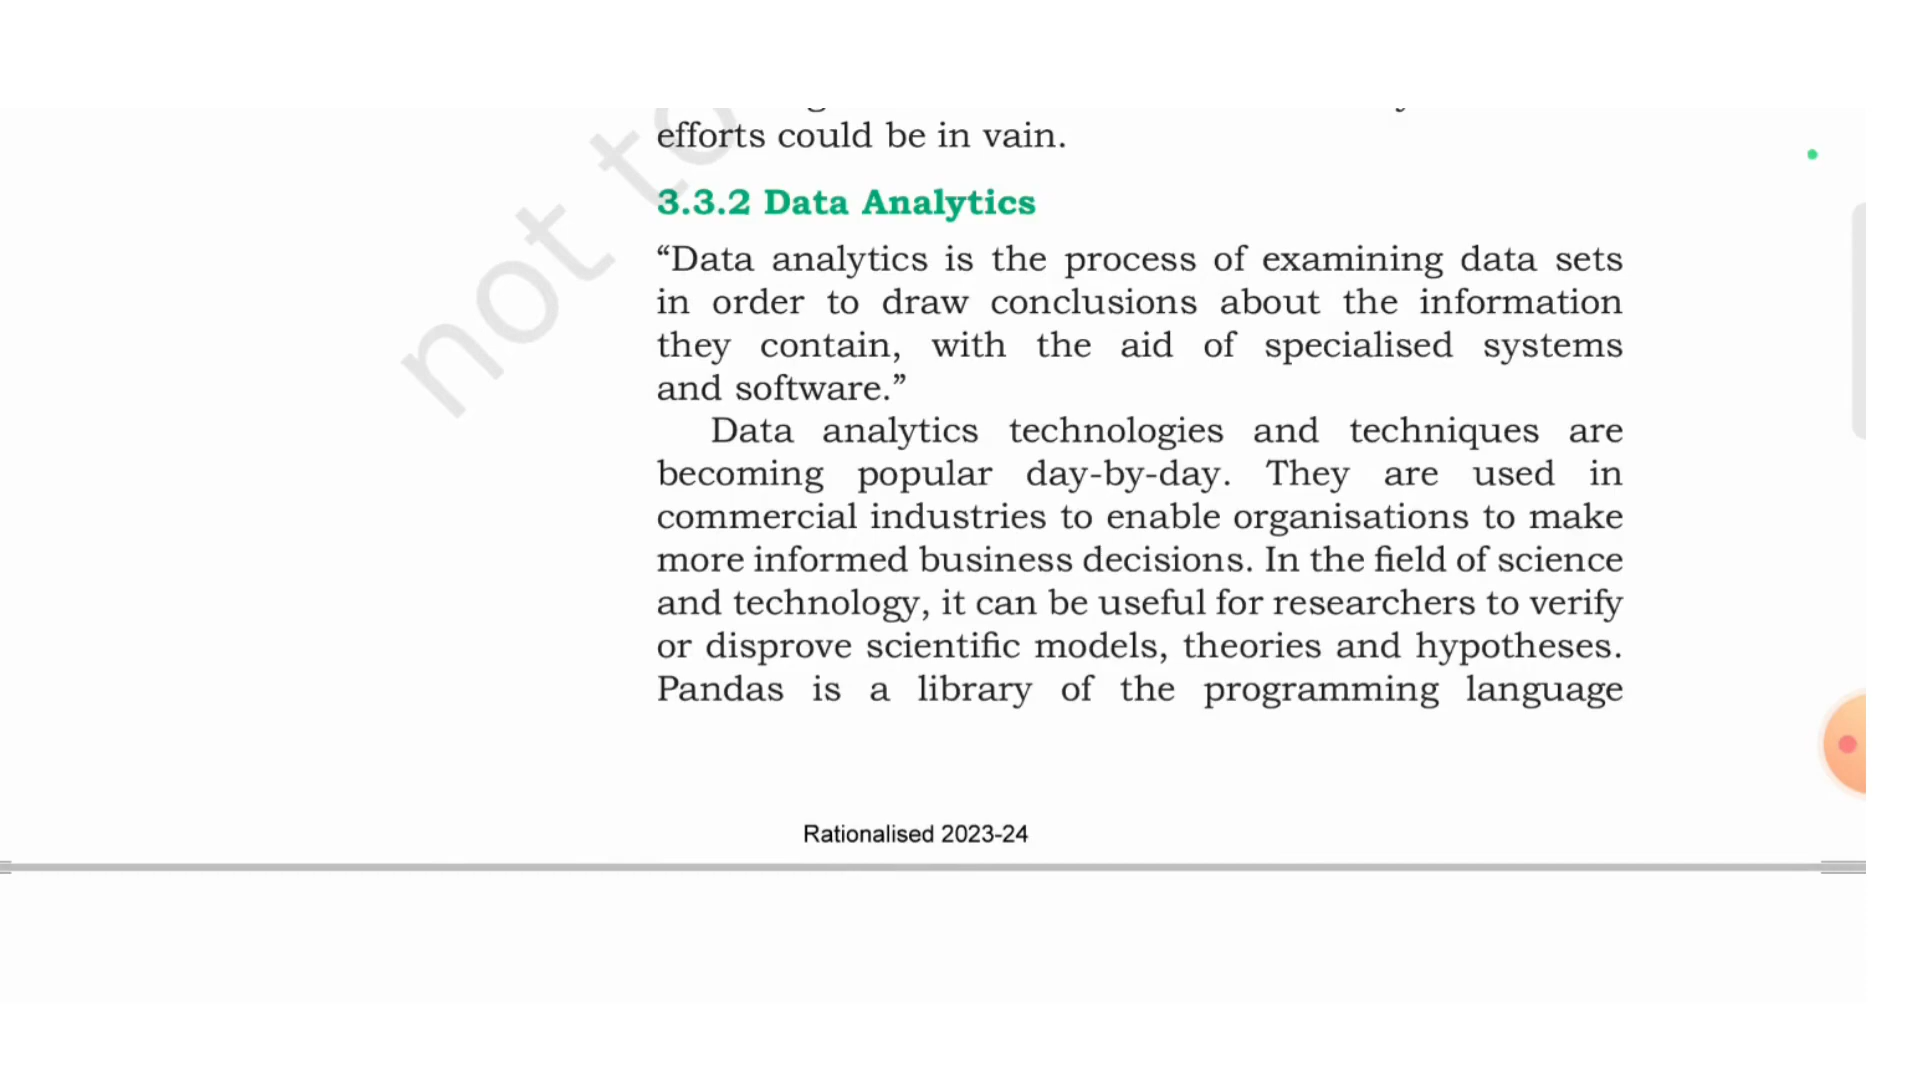 efforts could be in vain.
3.3.2 Data Analytics
“Data analytics is the process of examining data sets
in order to draw conclusions about the information
they contain, with the aid of specialised systems
and software.”
Data analytics technologies and techniques are
becoming popular day-by-day. They are used in
commercial industries to enable organisations to make
more informed business decisions. In the field of science
and technology, it can be useful for researchers to verify
or disprove scientific models, theories and hypotheses.
Pandas is a library of the programming language
not to
Rationalised 2023-24